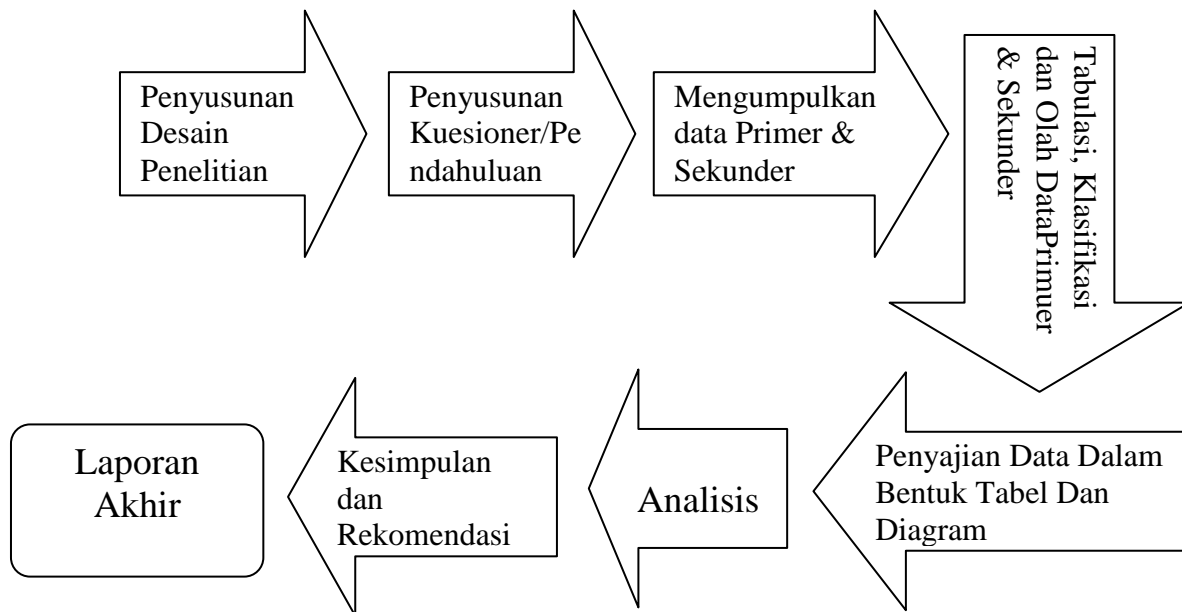 Penyusunan
Desain
Penelitian
Penyusunan
Kuesioner/Pe
ndahuluan
Mengumpulkan
data Primer &
Sekunder
Tabulasi, Klasifikasi
dan Olah DataPrimuer
& Sekunder
Penyajian Data Dalam
Bentuk Tabel Dan
Diagram
Analisis
Kesimpulan
dan
Rekomendasi
Laporan
Akhir